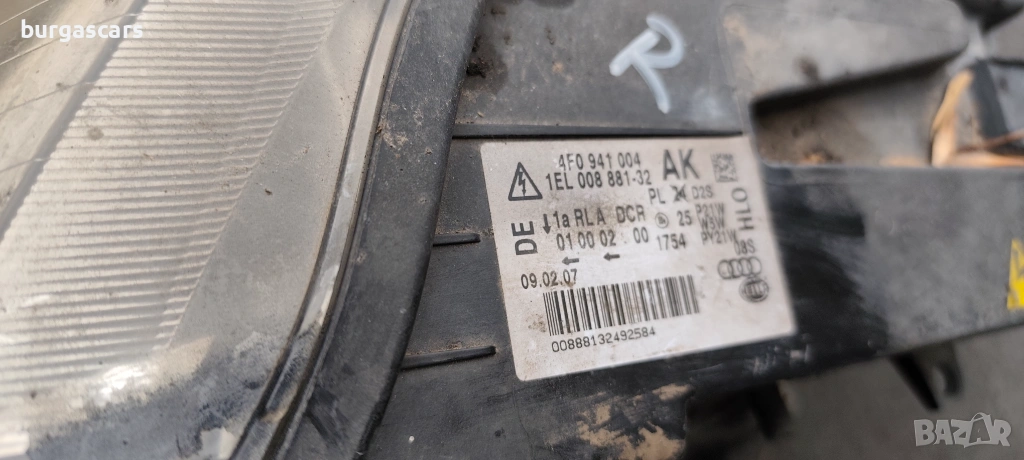 burgascars
R
4F0 941 004 AK
1EL 008 881-32
PL D2S
DE 1a RLA DCR 25 P21W
W5W
01 00 02 00 1754 PY21W
HLO
09.02.07
00888132492584
BAZAR